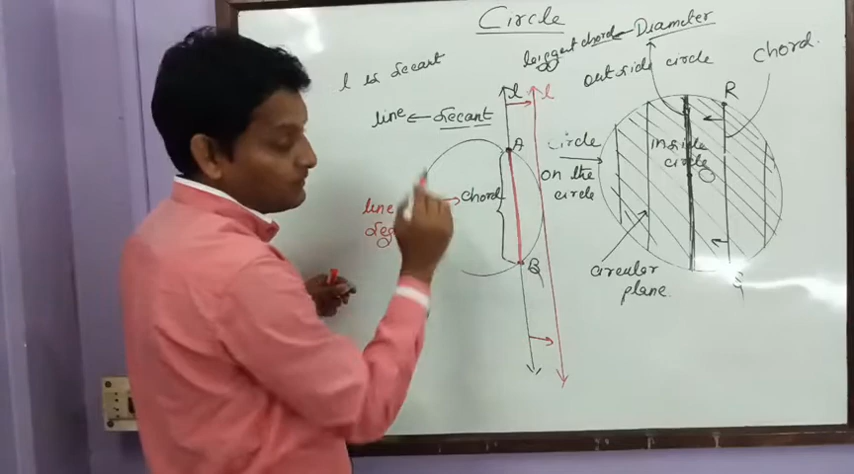 Circle
l is secant
line ← secant
l
l
A
chord
line
B
biggest chord ← Diameter
outside circle
chord.
R
circle
on the
circle
inside
circle
circular
plane